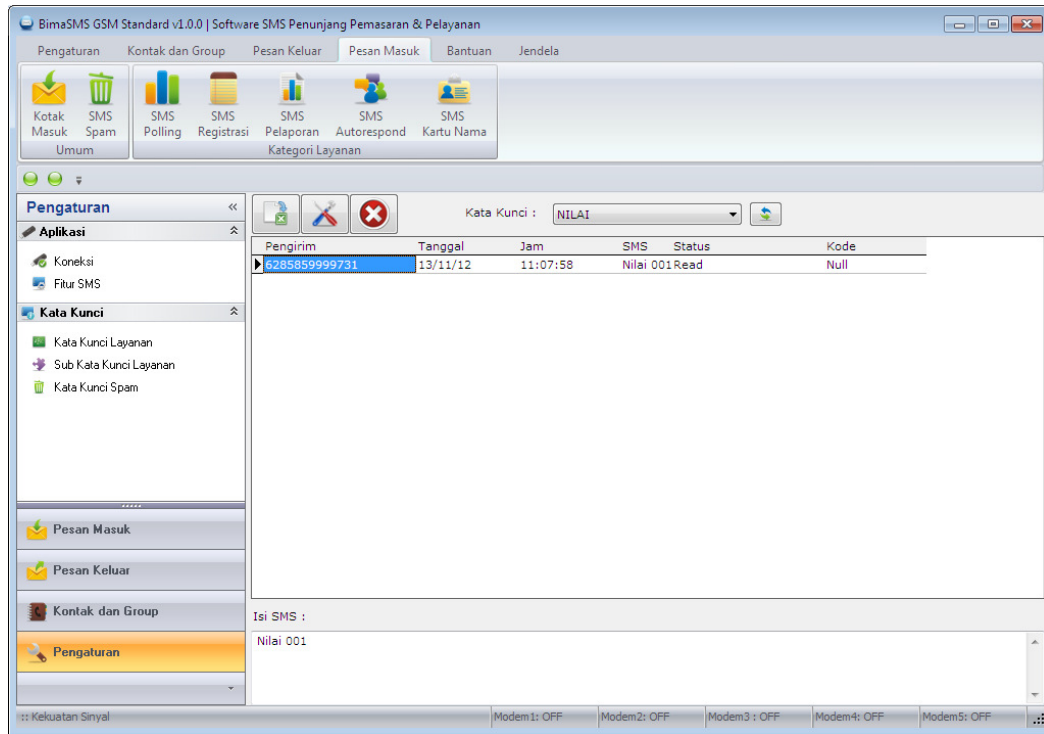 BimaSMS GSM Standard v1.0.0 | Software SMS Penunjang Pemasaran & Pelayanan
Pengaturan Kontak dan Group Pesan Keluar Pesan Masuk Bantuan Jendela
Kotak Masuk SMS Spam SMS Polling SMS Registrasi SMS Pelaporan SMS Autorespond SMS Kartu Nama
Umum Kategori Layanan
Pengaturan
Kata Kunci : NILAI
Aplikasi
Pengirim Tanggal Jam SMS Status Kode
6285859999731 13/11/12 11:07:58 Nilai 001 Read Null
Koneksi
Fitur SMS
Kata Kunci
Kata Kunci Layanan
Sub Kata Kunci Layanan
Kata Kunci Spam
Pesan Masuk
Pesan Keluar
Kontak dan Group
Pengaturan
Isi SMS :
Nilai 001
:: Kekuatan Sinyal Modem1: OFF Modem2: OFF Modem3 : OFF Modem4: OFF Modem5: OFF